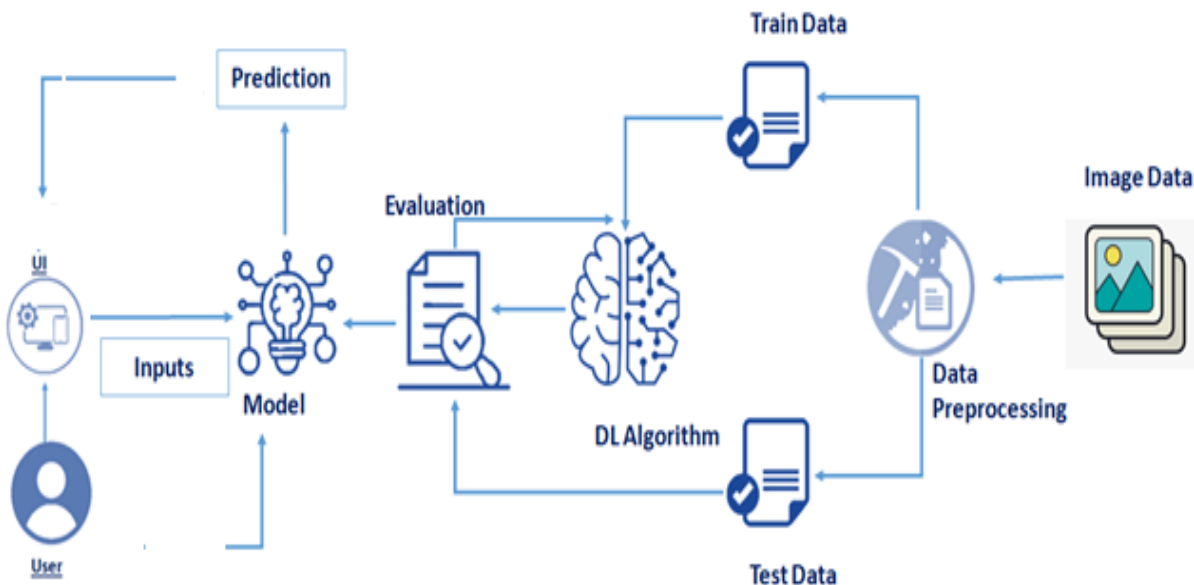 Train Data
Prediction
Image Data
Evaluation
UI
Inputs
Data
Preprocessing
Model
DL Algorithm
User
Test Data